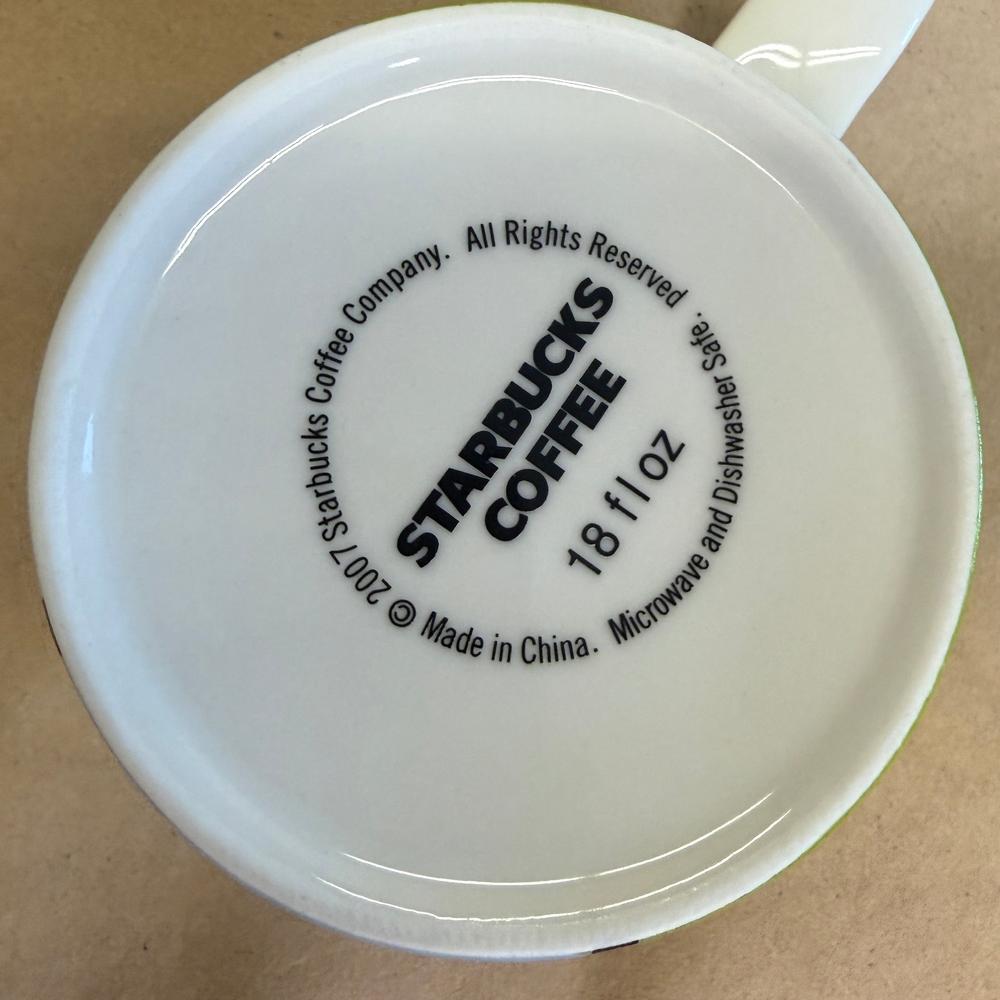 © 2007 Starbucks Coffee Company. All Rights Reserved.
STARBUCKS
COFFEE
18 fl oz
Made in China. Microwave and Dishwasher Safe.